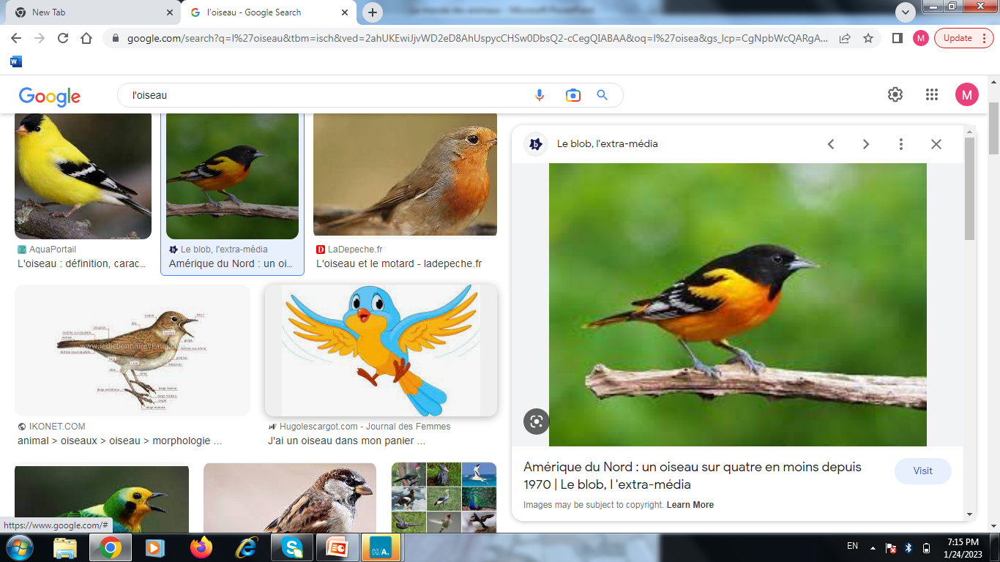 New Tab
l'oiseau - Google Search
google.com/search?q=l%27oiseau&tbm=isch&ved=2ahUKEwiJjvWD2eD8AhUspycCHSw0DbsQ2-cCegQIABAA&oq=l%27oisea&gs_lcp=CgNpbWcQARgA...
M
Update
Google
l'oiseau
M
AquaPortail
L'oiseau : définition, carac...
Le blob, l'extra-média
Amérique du Nord : un oi...
LaDepeche.fr
L'oiseau et le motard - ladepeche.fr
IKONET.COM
animal > oiseaux > oiseau > morphologie ...
Hugolescargot.com - Journal des Femmes
J'ai un oiseau dans mon panier ...
Le blob, l'extra-média
Amérique du Nord : un oiseau sur quatre en moins depuis
1970 | Le blob, l 'extra-média
Visit
Images may be subject to copyright. Learn More
https://www.google.com/#
EN
7:15 PM
1/24/2023